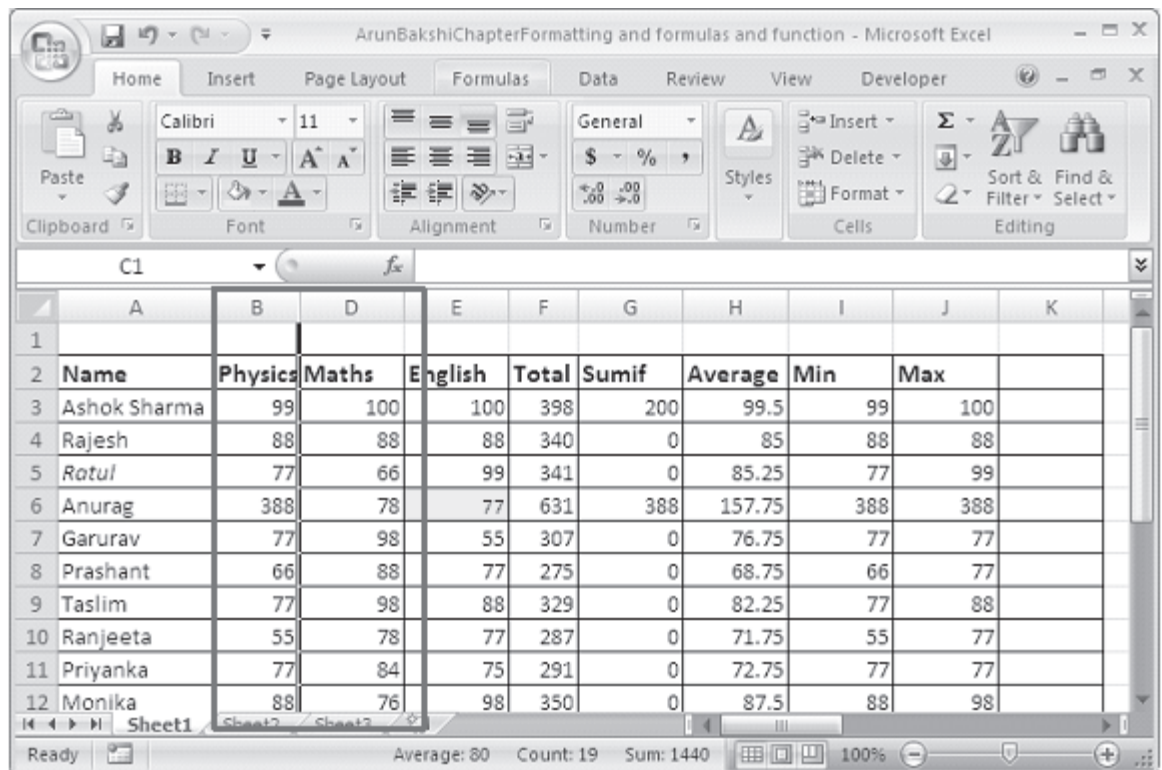 ArunBakshiChapterFormatting and formulas and function - Microsoft Excel
Home Insert Page Layout Formulas Data Review View Developer
Calibri 11 General Insert
Paste B I U A A $ % , Styles Delete Sort & Filter Find & Select
A .0 .00 .00 .0 Format
Clipboard Font Alignment Number Cells Editing
C1 fx
A B D E F G H I J K
1
2 Name Physics Maths English Total Sumif Average Min Max
3 Ashok Sharma 99 100 100 398 200 99.5 99 100
4 Rajesh 88 88 88 340 0 85 88 88
5 Ratul 77 66 99 341 0 85.25 77 99
6 Anurag 388 78 77 631 388 157.75 388 388
7 Garurav 77 98 55 307 0 76.75 77 77
8 Prashant 66 88 77 275 0 68.75 66 77
9 Taslim 77 98 88 329 0 82.25 77 88
10 Ranjeeta 55 78 77 287 0 71.75 55 77
11 Priyanka 77 84 75 291 0 72.75 77 77
12 Monika 88 76 98 350 0 87.5 88 98
Sheet1 Sheet2 Sheet3
Ready Average: 80 Count: 19 Sum: 1440 100%